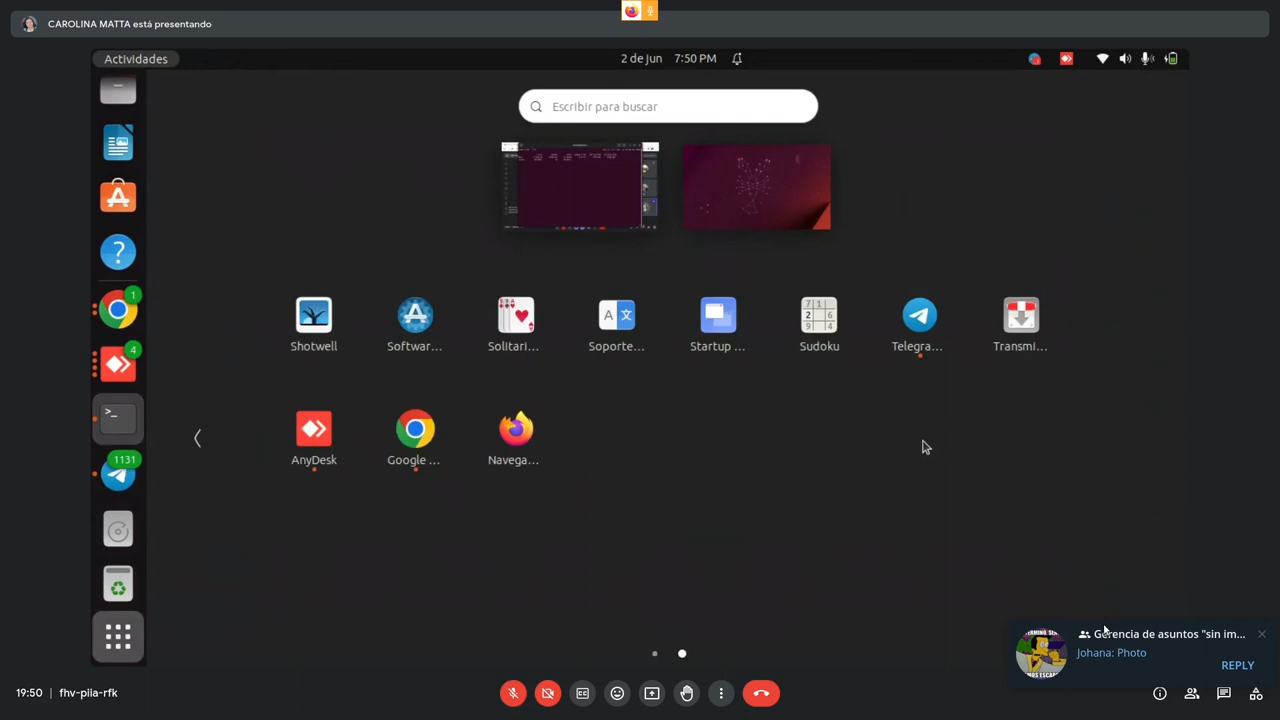 CAROLINA MATTA está presentando
Actividades
2 de jun 7:50 PM
Escribir para buscar
Shotwell
Softwar...
Solitari...
Soporte...
Startup ...
Sudoku
Telegra...
Transmi...
1
4
1131
AnyDesk
Google ...
Navega...
Gerencia de asuntos "sin im...
Johana: Photo
REPLY
19:50 | fhv-piia-rfk